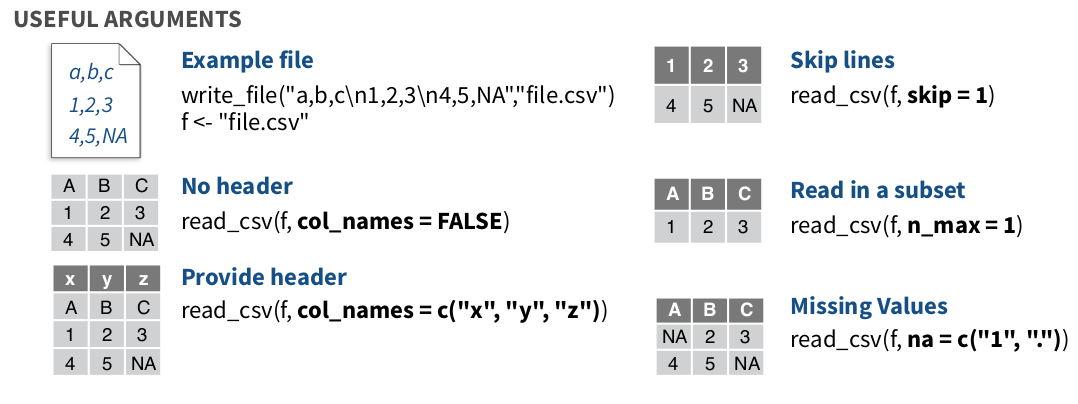 USEFUL ARGUMENTS
a,b,c
1,2,3
4,5,NA
Example file
write_file("a,b,c\n1,2,3\n4,5,NA","file.csv")
f <- "file.csv"
A B C
1 2 3
4 5 NA
No header
read_csv(f, col_names = FALSE)
x y z
A B C
1 2 3
4 5 NA
Provide header
read_csv(f, col_names = c("x", "y", "z"))
1 2 3
4 5 NA
Skip lines
read_csv(f, skip = 1)
A B C
1 2 3
Read in a subset
read_csv(f, n_max = 1)
A B C
NA 2 3
4 5 NA
Missing Values
read_csv(f, na = c("1", "."))